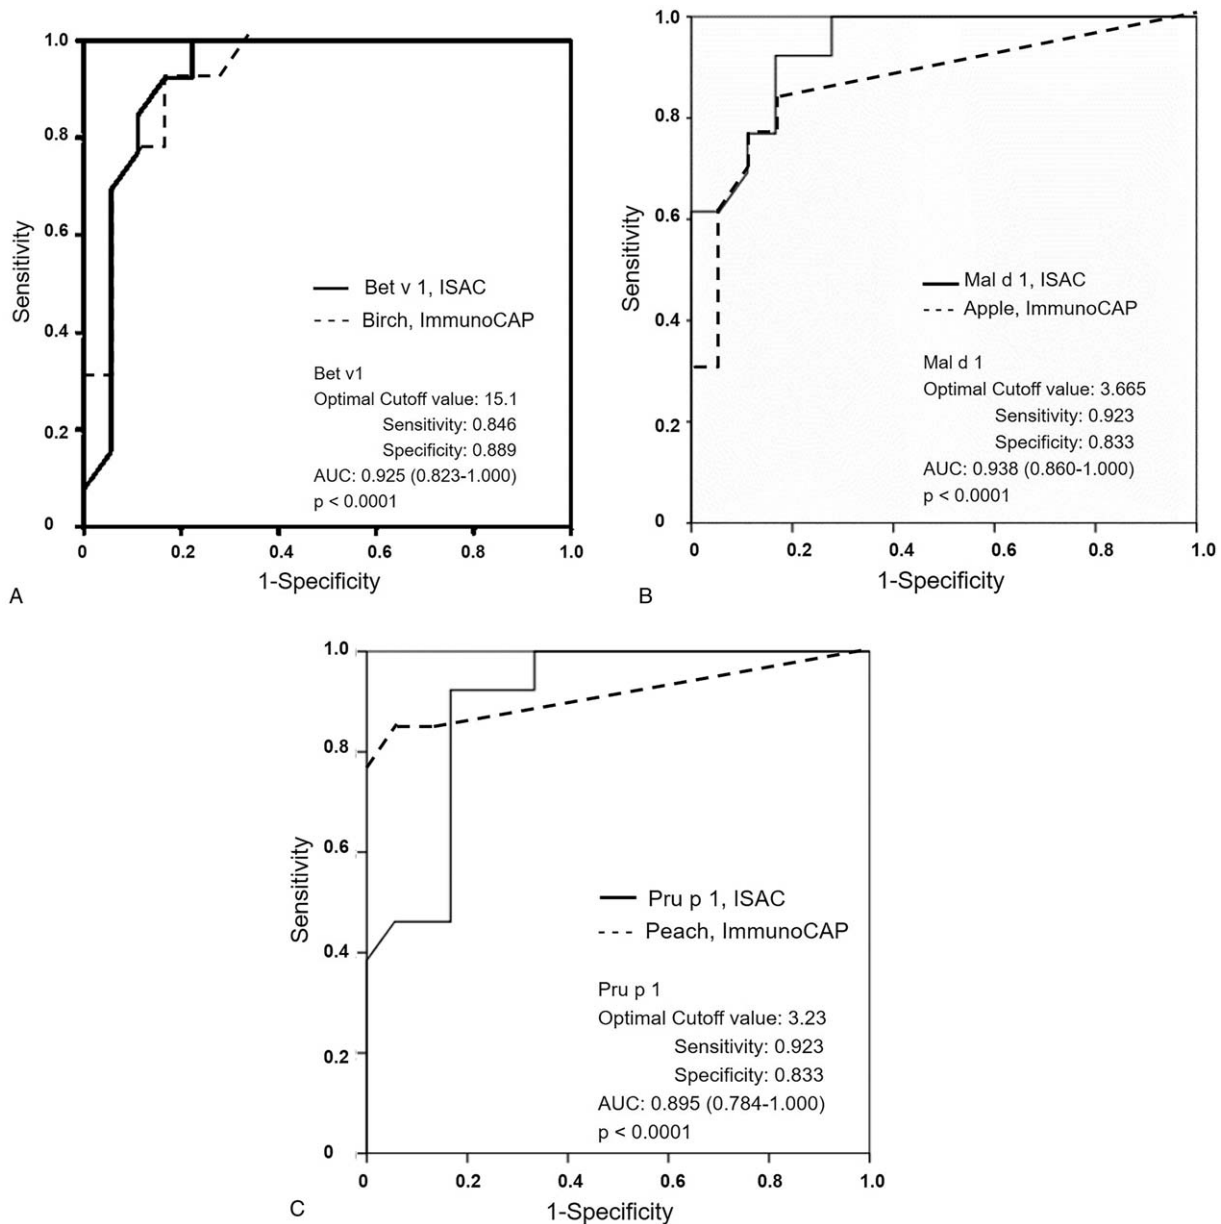 1.0
0.8
0.6
0.4
0.2
0
Sensitivity
Bet v 1, ISAC
Birch, ImmunoCAP
Bet v1
Optimal Cutoff value: 15.1
Sensitivity: 0.846
Specificity: 0.889
AUC: 0.925 (0.823-1.000)
p < 0.0001
0 0.2 0.4 0.6 0.8 1.0
1-Specificity
A
1.0
0.8
0.6
0.4
0.2
0
Sensitivity
Mal d 1, ISAC
Apple, ImmunoCAP
Mal d 1
Optimal Cutoff value: 3.665
Sensitivity: 0.923
Specificity: 0.833
AUC: 0.938 (0.860-1.000)
p < 0.0001
0 0.2 0.4 0.6 0.8 1.0
1-Specificity
B
1.0
0.8
0.6
0.4
0.2
0
Sensitivity
Pru p 1, ISAC
Peach, ImmunoCAP
Pru p 1
Optimal Cutoff value: 3.23
Sensitivity: 0.923
Specificity: 0.833
AUC: 0.895 (0.784-1.000)
p < 0.0001
0 0.2 0.4 0.6 0.8 1.0
1-Specificity
C